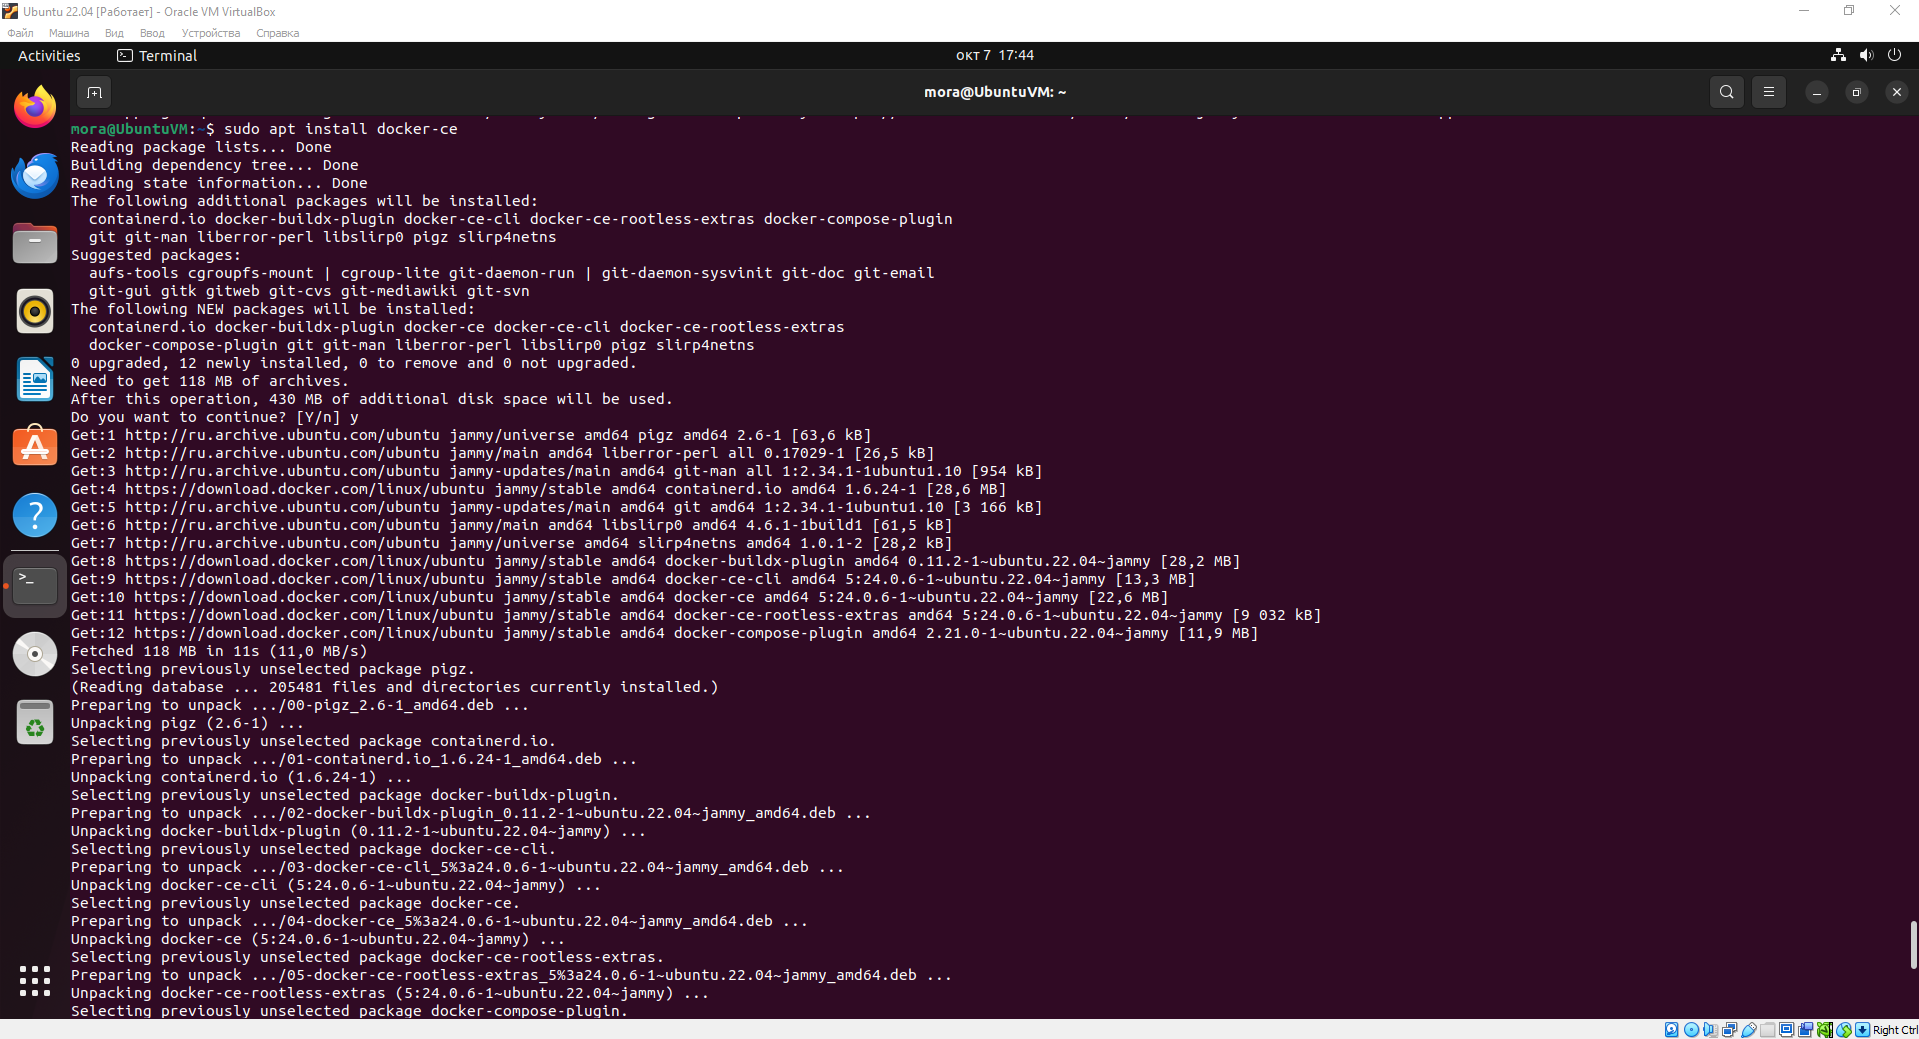 Ubuntu 22.04 [Работает] - Oracle VM VirtualBox
Файл Машина Вид Ввод Устройства Справка
Activities Terminal окт 7 17:44
mora@UbuntuVM: ~
mora@UbuntuVM:~$ sudo apt install docker-ce
Reading package lists... Done
Building dependency tree... Done
Reading state information... Done
The following additional packages will be installed:
  containerd.io docker-buildx-plugin docker-ce-cli docker-ce-rootless-extras docker-compose-plugin
  git git-man liberror-perl libslirp0 pigz slirp4netns
Suggested packages:
  aufs-tools cgroupfs-mount | cgroup-lite git-daemon-run | git-daemon-sysvinit git-doc git-email
  git-gui gitk gitweb git-cvs git-mediawiki git-svn
The following NEW packages will be installed:
  containerd.io docker-buildx-plugin docker-ce docker-ce-cli docker-ce-rootless-extras
  docker-compose-plugin git git-man liberror-perl libslirp0 pigz slirp4netns
0 upgraded, 12 newly installed, 0 to remove and 0 not upgraded.
Need to get 118 MB of archives.
After this operation, 430 MB of additional disk space will be used.
Do you want to continue? [Y/n] y
Get:1 http://ru.archive.ubuntu.com/ubuntu jammy/universe amd64 pigz amd64 2.6-1 [63,6 kB]
Get:2 http://ru.archive.ubuntu.com/ubuntu jammy/main amd64 liberror-perl all 0.17029-1 [26,5 kB]
Get:3 http://ru.archive.ubuntu.com/ubuntu jammy-updates/main amd64 git-man all 1:2.34.1-1ubuntu1.10 [954 kB]
Get:4 https://download.docker.com/linux/ubuntu jammy/stable amd64 containerd.io amd64 1.6.24-1 [28,6 MB]
Get:5 http://ru.archive.ubuntu.com/ubuntu jammy-updates/main amd64 git amd64 1:2.34.1-1ubuntu1.10 [3 166 kB]
Get:6 http://ru.archive.ubuntu.com/ubuntu jammy/main amd64 libslirp0 amd64 4.6.1-1build1 [61,5 kB]
Get:7 http://ru.archive.ubuntu.com/ubuntu jammy/universe amd64 slirp4netns amd64 1.0.1-2 [28,2 kB]
Get:8 https://download.docker.com/linux/ubuntu jammy/stable amd64 docker-buildx-plugin amd64 0.11.2-1~ubuntu.22.04~jammy [28,2 MB]
Get:9 https://download.docker.com/linux/ubuntu jammy/stable amd64 docker-ce-cli amd64 5:24.0.6-1~ubuntu.22.04~jammy [13,3 MB]
Get:10 https://download.docker.com/linux/ubuntu jammy/stable amd64 docker-ce amd64 5:24.0.6-1~ubuntu.22.04~jammy [22,6 MB]
Get:11 https://download.docker.com/linux/ubuntu jammy/stable amd64 docker-ce-rootless-extras amd64 5:24.0.6-1~ubuntu.22.04~jammy [9 032 kB]
Get:12 https://download.docker.com/linux/ubuntu jammy/stable amd64 docker-compose-plugin amd64 2.21.0-1~ubuntu.22.04~jammy [11,9 MB]
Fetched 118 MB in 11s (11,0 MB/s)
Selecting previously unselected package pigz.
(Reading database ... 205481 files and directories currently installed.)
Preparing to unpack .../00-pigz_2.6-1_amd64.deb ...
Unpacking pigz (2.6-1) ...
Selecting previously unselected package containerd.io.
Preparing to unpack .../01-containerd.io_1.6.24-1_amd64.deb ...
Unpacking containerd.io (1.6.24-1) ...
Selecting previously unselected package docker-buildx-plugin.
Preparing to unpack .../02-docker-buildx-plugin_0.11.2-1~ubuntu.22.04~jammy_amd64.deb ...
Unpacking docker-buildx-plugin (0.11.2-1~ubuntu.22.04~jammy) ...
Selecting previously unselected package docker-ce-cli.
Preparing to unpack .../03-docker-ce-cli_5%3a24.0.6-1~ubuntu.22.04~jammy_amd64.deb ...
Unpacking docker-ce-cli (5:24.0.6-1~ubuntu.22.04~jammy) ...
Selecting previously unselected package docker-ce.
Preparing to unpack .../04-docker-ce_5%3a24.0.6-1~ubuntu.22.04~jammy_amd64.deb ...
Unpacking docker-ce (5:24.0.6-1~ubuntu.22.04~jammy) ...
Selecting previously unselected package docker-ce-rootless-extras.
Preparing to unpack .../05-docker-ce-rootless-extras_5%3a24.0.6-1~ubuntu.22.04~jammy_amd64.deb ...
Unpacking docker-ce-rootless-extras (5:24.0.6-1~ubuntu.22.04~jammy) ...
Selecting previously unselected package docker-compose-plugin.
Right Ctrl